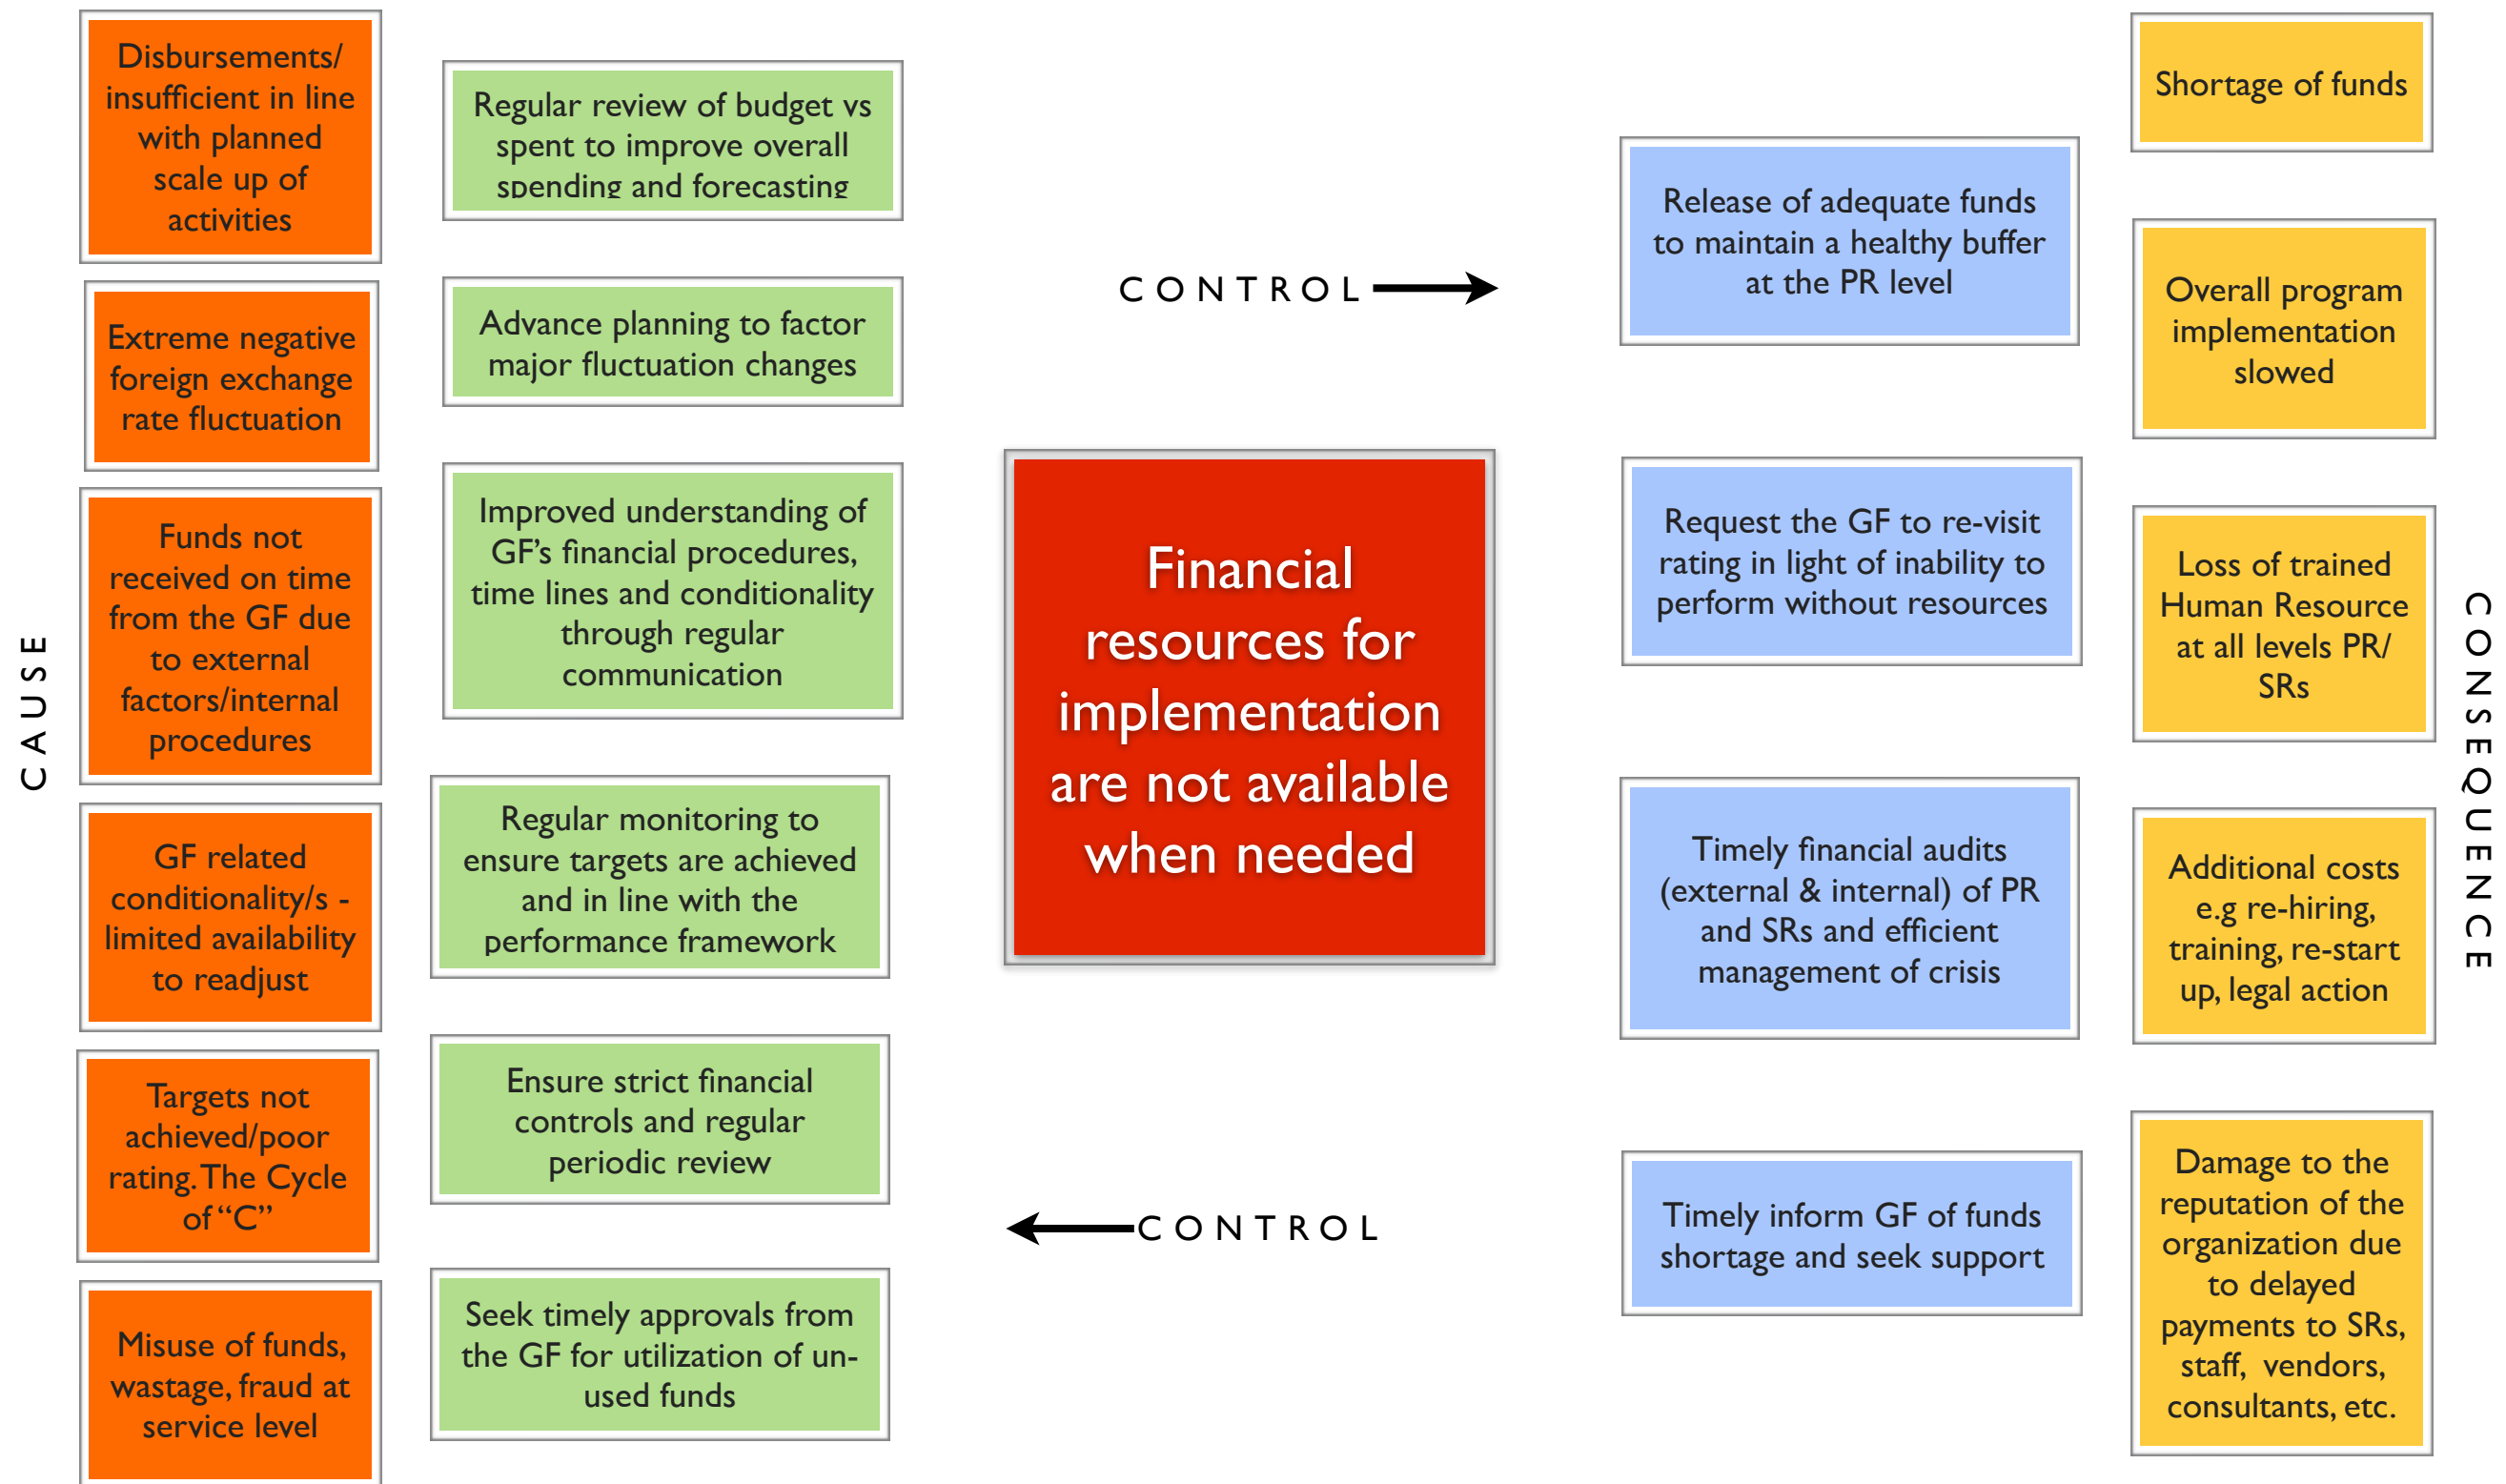 CAUSE
Disbursements/
insufficient in line
with planned
scale up of
activities
Extreme negative
foreign exchange
rate fluctuation
Funds not
received on time
from the GF due
to external
factors/internal
procedures
GF related
conditionality/s -
limited availability
to readjust
Targets not
achieved/poor
rating. The Cycle
of “C”
Misuse of funds,
wastage, fraud at
service level
Regular review of budget vs
spent to improve overall
spending and forecasting
Advance planning to factor
major fluctuation changes
Improved understanding of
GF’s financial procedures,
time lines and conditionality
through regular
communication
Regular monitoring to
ensure targets are achieved
and in line with the
performance framework
Ensure strict financial
controls and regular
periodic review
Seek timely approvals from
the GF for utilization of un-
used funds
CONTROL
Financial
resources for
implementation
are not available
when needed
CONTROL
Release of adequate funds
to maintain a healthy buffer
at the PR level
Request the GF to re-visit
rating in light of inability to
perform without resources
Timely financial audits
(external & internal) of PR
and SRs and efficient
management of crisis
Timely inform GF of funds
shortage and seek support
Shortage of funds
Overall program
implementation
slowed
Loss of trained
Human Resource
at all levels PR/
SRs
Additional costs
e.g re-hiring,
training, re-start
up, legal action
Damage to the
reputation of the
organization due
to delayed
payments to SRs,
staff, vendors,
consultants, etc.
CONSEQUENCE